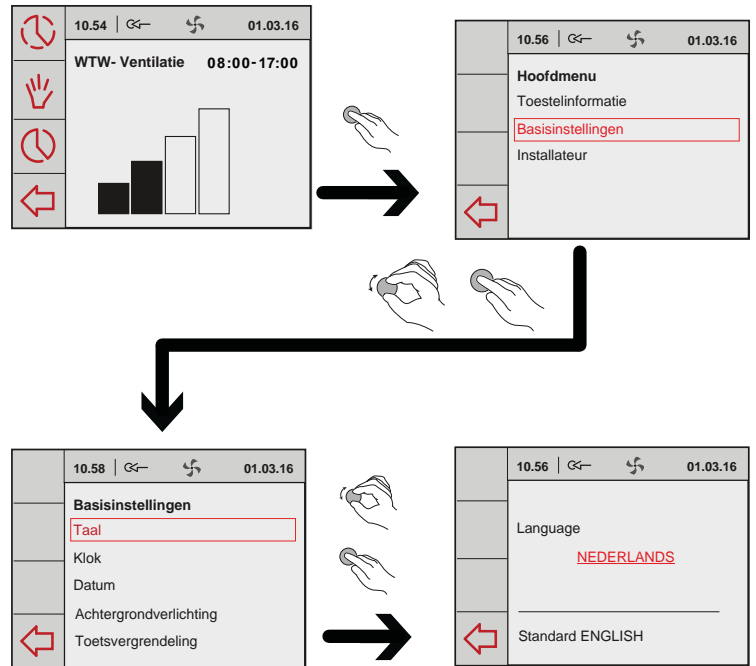 10.54 01.03.16
WTW- Ventilatie 08:00-17:00
10.56 01.03.16
Hoofdmenu
Toestelinformatie
Basisinstellingen
Installateur
10.58 01.03.16
Basisinstellingen
Taal
Klok
Datum
Achtergrondverlichting
Toetsvergrendeling
10.56 01.03.16
Language
NEDERLANDS
Standard ENGLISH